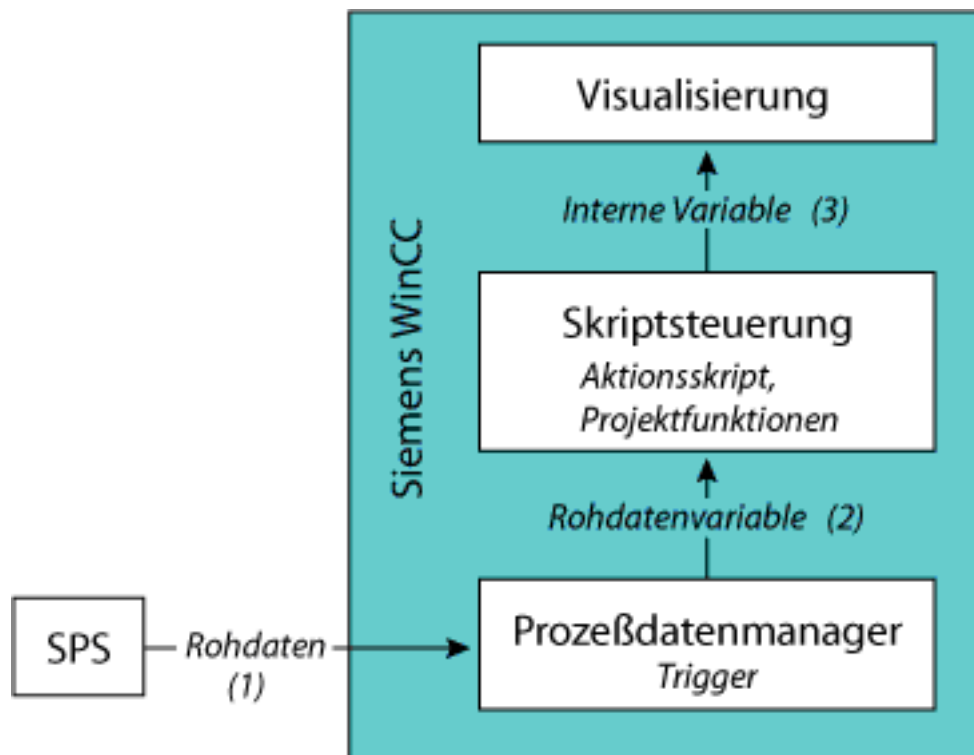 Visualisierung
Interne Variable (3)
Siemens WinCC
Skriptsteuerung
Aktionsskript,
Projektfunktionen
Rohdatenvariable (2)
SPS
Rohdaten
(1)
Prozeßdatenmanager
Trigger